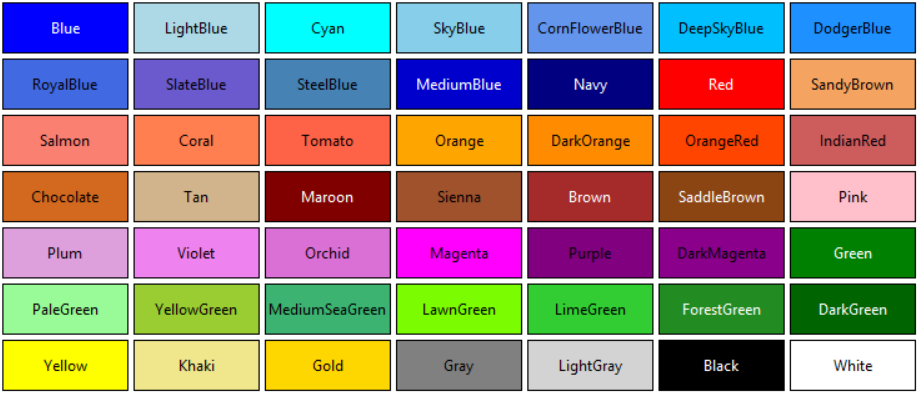 Blue LightBlue Cyan SkyBlue CornFlowerBlue DeepSkyBlue DodgerBlue
RoyalBlue SlateBlue SteelBlue MediumBlue Navy Red SandyBrown
Salmon Coral Tomato Orange DarkOrange OrangeRed IndianRed
Chocolate Tan Maroon Sienna Brown SaddleBrown Pink
Plum Violet Orchid Magenta Purple DarkMagenta Green
PaleGreen YellowGreen MediumSeaGreen LawnGreen LimeGreen ForestGreen DarkGreen
Yellow Khaki Gold Gray LightGray Black White